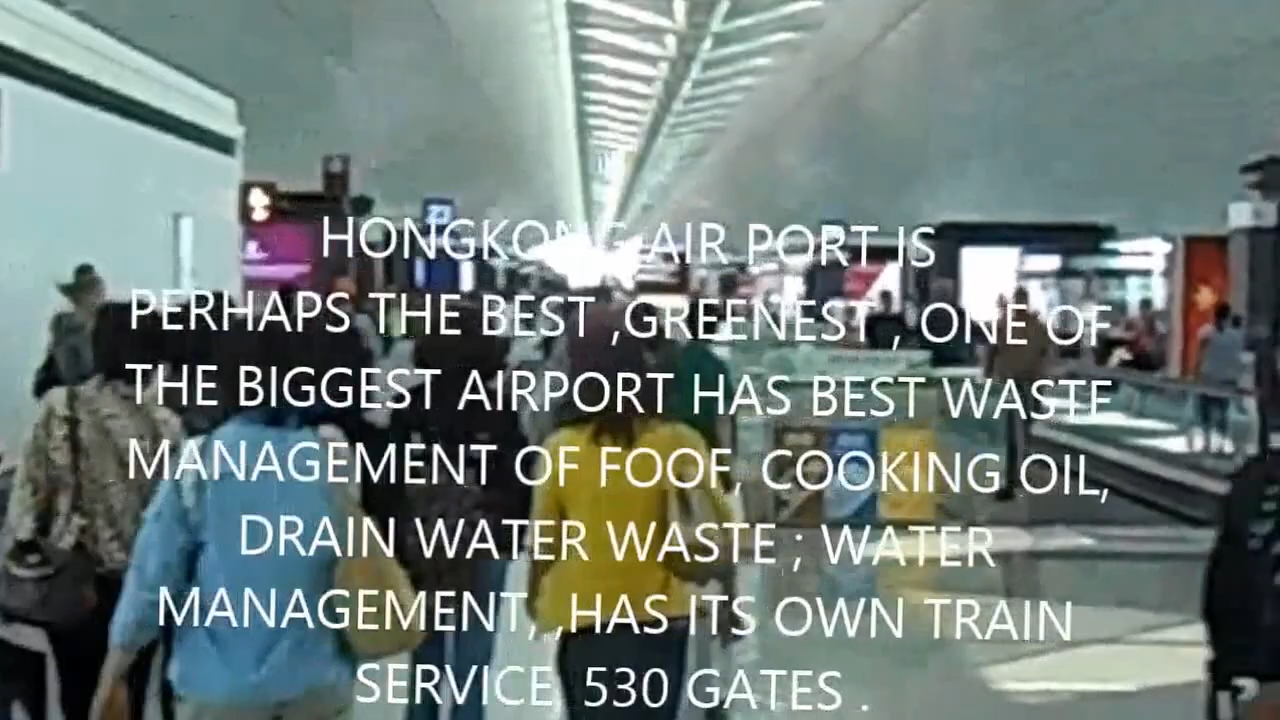 23
HONGKONG AIR PORT IS
PERHAPS THE BEST ,GREENEST , ONE OF
THE BIGGEST AIRPORT HAS BEST WASTE
MANAGEMENT OF FOOF, COOKING OIL,
DRAIN WATER WASTE ; WATER
MANAGEMENT, ,HAS ITS OWN TRAIN
SERVICE, 530 GATES .